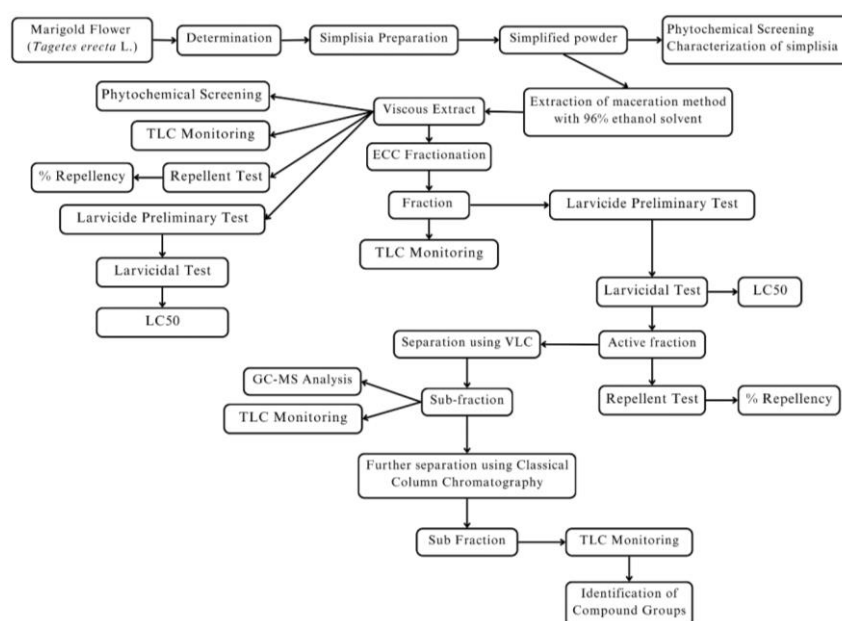 Marigold Flower
(Tagetes erecta L.)
Determination
Simplisia Preparation
Simplified powder
Phytochemical Screening
Characterization of simplisia
Phytochemical Screening
Viscous Extract
Extraction of maceration method
with 96% ethanol solvent
TLC Monitoring
ECC Fractionation
% Repellency
Repellent Test
Fraction
Larvicide Preliminary Test
Larvicide Preliminary Test
TLC Monitoring
Larvicidal Test
Larvicidal Test
LC50
LC50
Separation using VLC
Active fraction
GC-MS Analysis
Sub-fraction
Repellent Test
% Repellency
TLC Monitoring
Further separation using Classical
Column Chromatography
Sub Fraction
TLC Monitoring
Identification of
Compound Groups